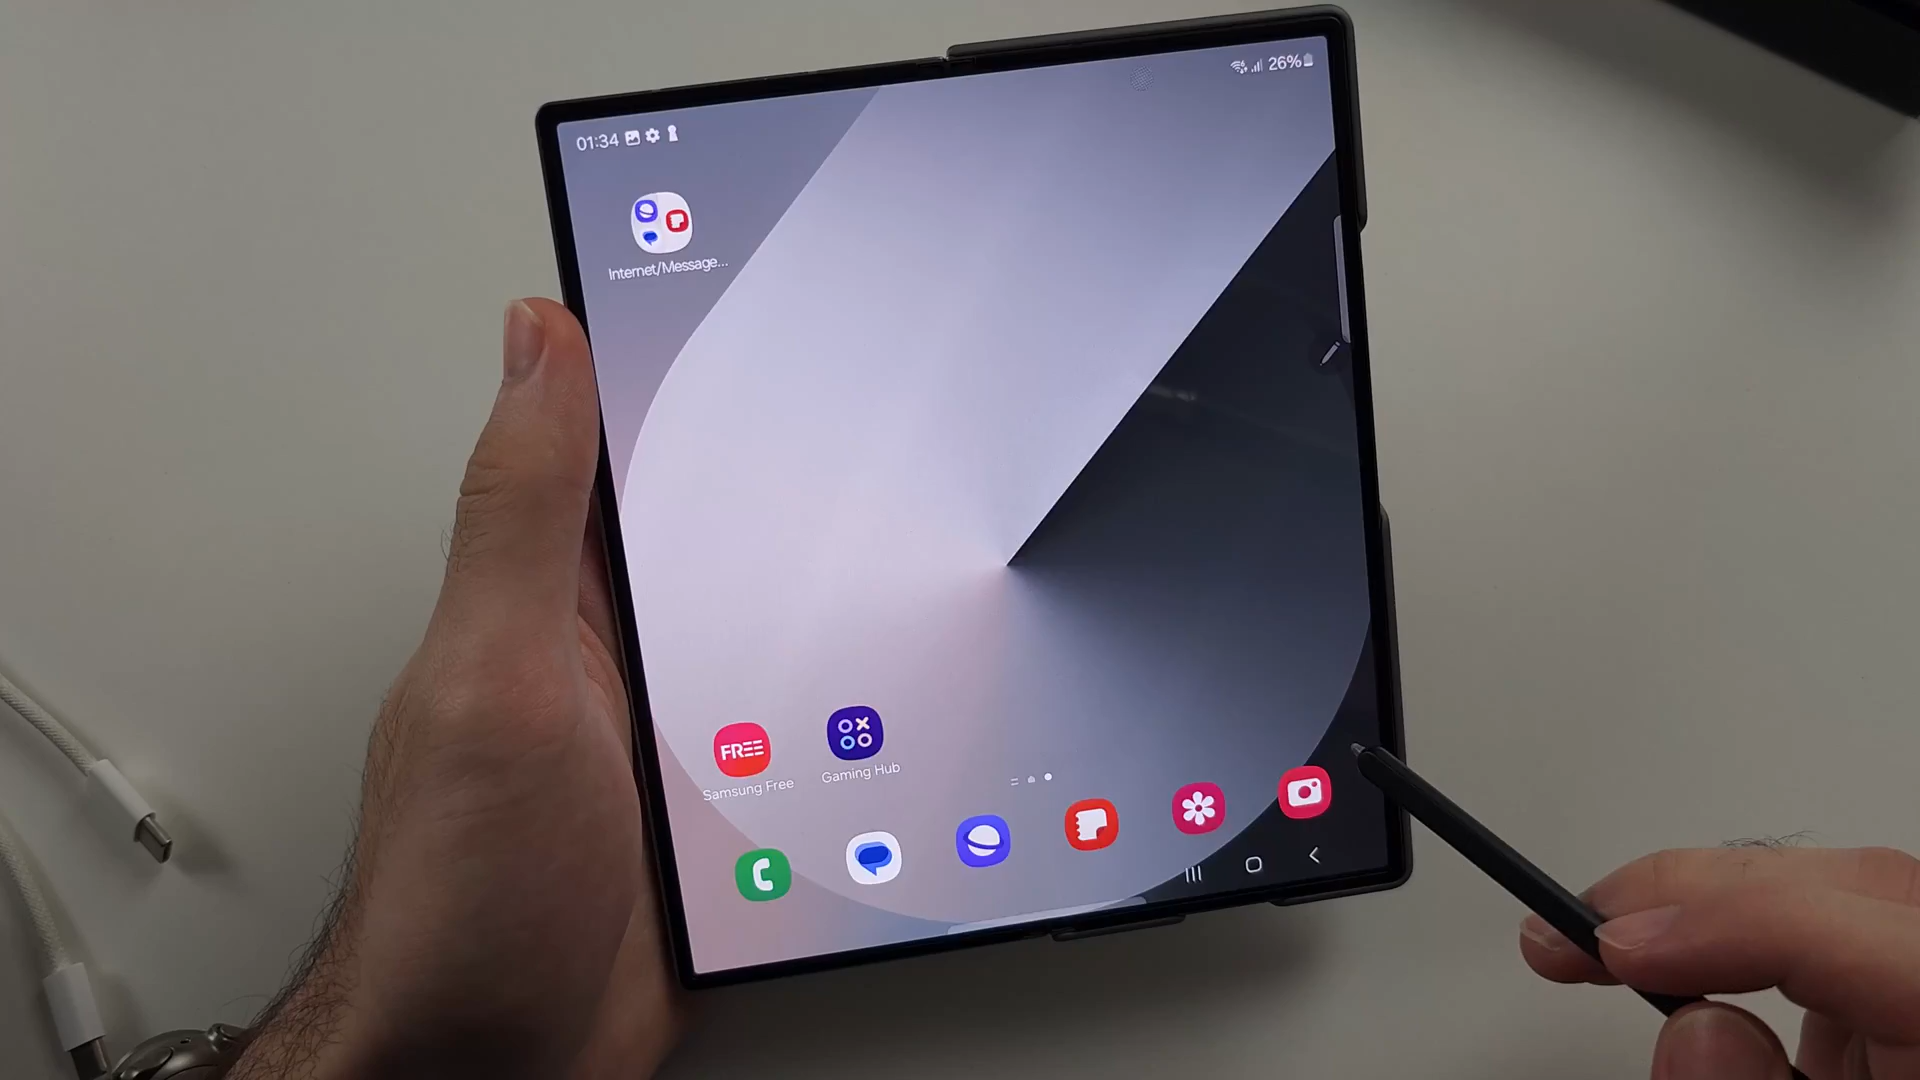 01:34
26%
Internet/Message...
FREE
Samsung Free
Gaming Hub